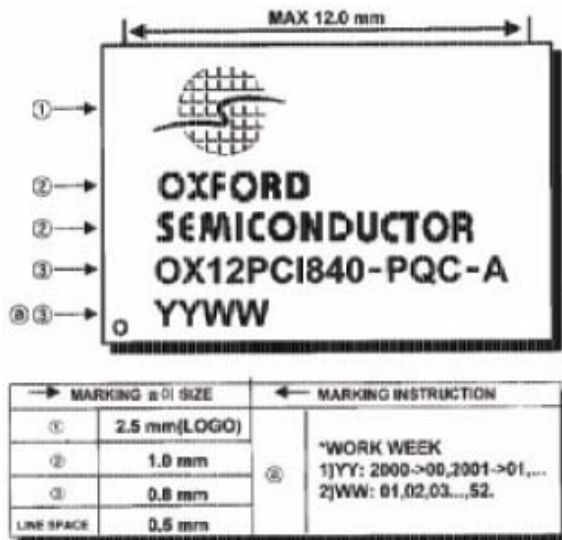 MAX 12.0 mm
①
② OXFORD
② SEMICONDUCTOR
③ OX12PCI840-PQC-A
ⓐ ③ YYWW
MARKING 높이 SIZE MARKING INSTRUCTION
① 2.5 mm(LOGO)
② 1.0 mm
③ 0.8 mm
LINE SPACE 0.5 mm
ⓐ *WORK WEEK
1)YY: 2000->00,2001->01,...
2)WW: 01,02,03...,52.